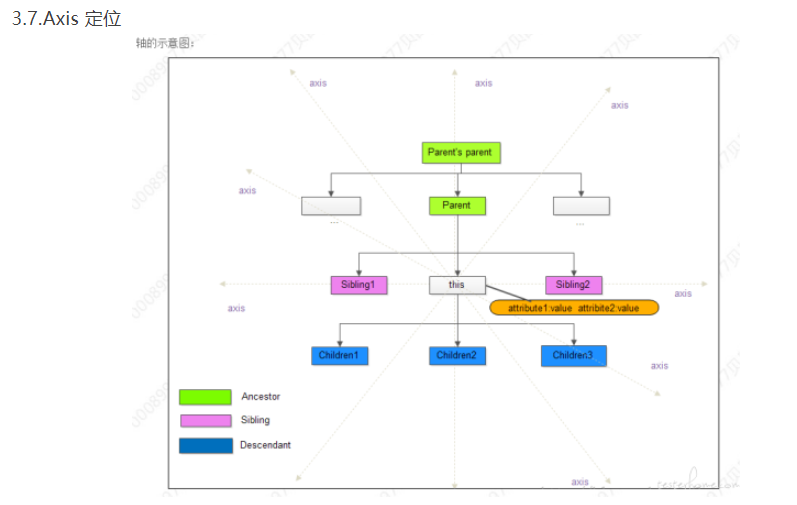 3.7.Axis 定位
轴的示意图：
axis
axis
axis
Parent's parent
axis
Parent
...
...
Sibling1
this
Sibling2
axis
axis
attribute1:value attribite2:value
Children1
Children2
Children3
axis
Ancestor
Sibling
Descendant
axis